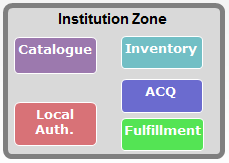 Institution Zone
Catalogue
Inventory
ACQ
Local
Auth.
Fulfillment